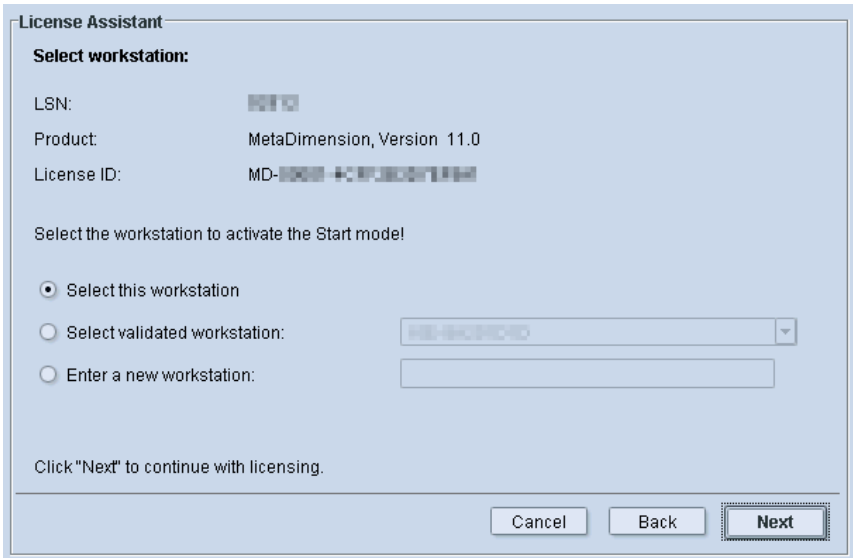 License Assistant
Select workstation:
LSN:
Product: MetaDimension, Version 11.0
License ID: MD-
Select the workstation to activate the Start mode!
Select this workstation
Select validated workstation:
Enter a new workstation:
Click "Next" to continue with licensing.
Cancel Back Next